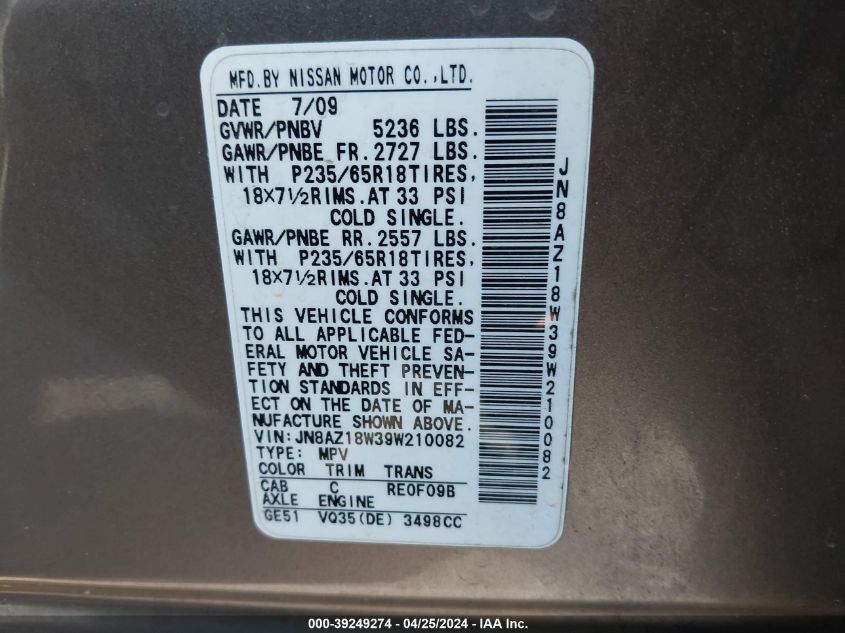 MFD.BY NISSAN MOTOR CO.,LTD.
DATE 7/09
GVWR/PNBV 5236 LBS.
GAWR/PNBE FR.2727 LBS.
WITH P235/65R18TIRES,
18X7½RIMS.AT 33 PSI
COLD SINGLE.
GAWR/PNBE RR.2557 LBS.
WITH P235/65R18TIRES,
18X7½RIMS.AT 33 PSI
COLD SINGLE.
THIS VEHICLE CONFORMS
TO ALL APPLICABLE FED-
ERAL MOTOR VEHICLE SA-
FETY AND THEFT PREVEN-
TION STANDARDS IN EFF-
ECT ON THE DATE OF MA-
NUFACTURE SHOWN ABOVE.
VIN:JN8AZ18W39W210082
TYPE: MPV
COLOR TRIM TRANS
CAB C RE0F09B
AXLE ENGINE
GE51 VQ35(DE) 3498CC
JN8AZ18W39W210082
000-39249274 - 04/25/2024 - IAA Inc.